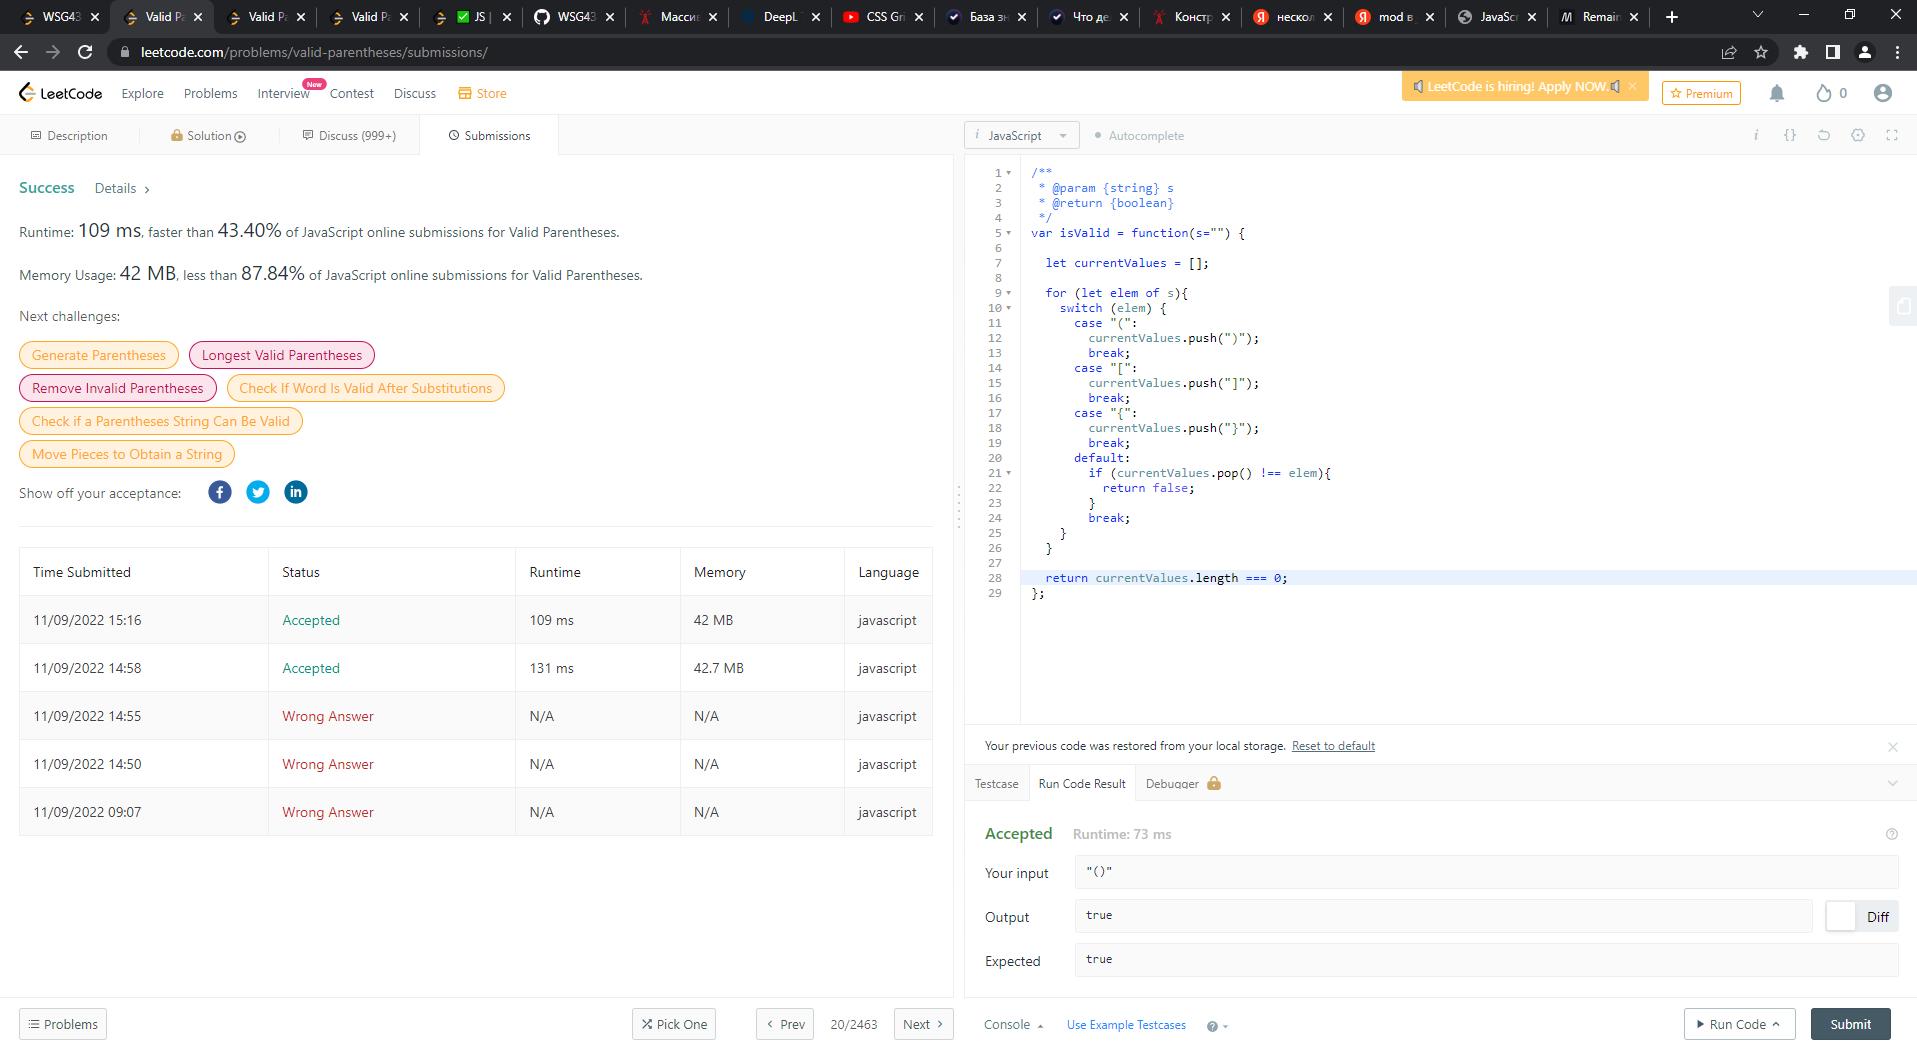 WSG43
Valid Pa
Valid Pa
Valid Pa
JS |
WSG43
Масси
DeepL
CSS Gri
База зн
Что де
Констр
нескол
mod в
JavaScr
Remain
leetcode.com/problems/valid-parentheses/submissions/
LeetCode
Explore
Problems
Interview
New
Contest
Discuss
Store
LeetCode is hiring! Apply NOW.
Premium
0
Description
Solution
Discuss (999+)
Submissions
i JavaScript
Autocomplete
i {}
Success Details >
Runtime: 109 ms, faster than 43.40% of JavaScript online submissions for Valid Parentheses.
Memory Usage: 42 MB, less than 87.84% of JavaScript online submissions for Valid Parentheses.
Next challenges:
Generate Parentheses
Longest Valid Parentheses
Remove Invalid Parentheses
Check If Word Is Valid After Substitutions
Check if a Parentheses String Can Be Valid
Move Pieces to Obtain a String
Show off your acceptance:
Time Submitted Status Runtime Memory Language
11/09/2022 15:16 Accepted 109 ms 42 MB javascript
11/09/2022 14:58 Accepted 131 ms 42.7 MB javascript
11/09/2022 14:55 Wrong Answer N/A N/A javascript
11/09/2022 14:50 Wrong Answer N/A N/A javascript
11/09/2022 09:07 Wrong Answer N/A N/A javascript
Problems
Pick One
< Prev
20/2463
Next >
1 /**
2 * @param {string} s
3 * @return {boolean}
4 */
5 var isValid = function(s="") {
6
7 let currentValues = [];
8
9 for (let elem of s){
10 switch (elem) {
11 case "(":
12 currentValues.push(")");
13 break;
14 case "[":
15 currentValues.push("]");
16 break;
17 case "{":
18 currentValues.push("}");
19 break;
20 default:
21 if (currentValues.pop() !== elem){
22 return false;
23 }
24 break;
25 }
26 }
27
28 return currentValues.length === 0;
29 };
Your previous code was restored from your local storage. Reset to default
Testcase
Run Code Result
Debugger
Accepted Runtime: 73 ms
Your input "()"
Output true
Diff
Expected true
Console
Use Example Testcases
Run Code
Submit